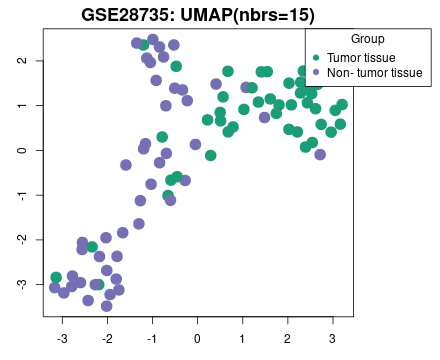 GSE28735: UMAP(nbrs=15)
Group
Tumor tissue
Non- tumor tissue
2
1
0
-1
-2
-3
-3 -2 -1 0 1 2 3